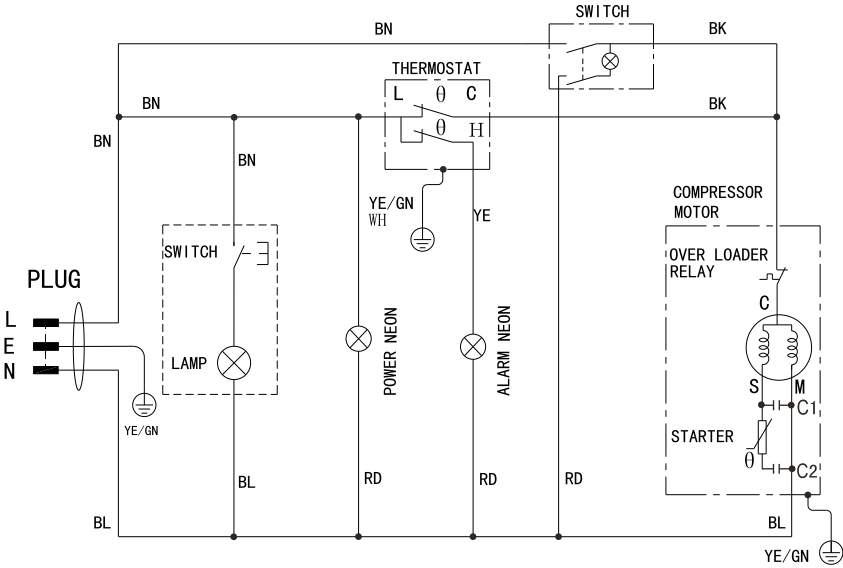 SWITCH
BN
BK
THERMOSTAT
L θ C
BN
BK
θ H
BN
BN
YE/GN
WH
YE
COMPRESSOR
MOTOR
SWITCH
OVER LOADER
RELAY
PLUG
C
L
E
N
LAMP
POWER NEON
ALARM NEON
S M
C1
YE/GN
STARTER
θ
C2
BL
RD
RD
RD
BL
BL
YE/GN